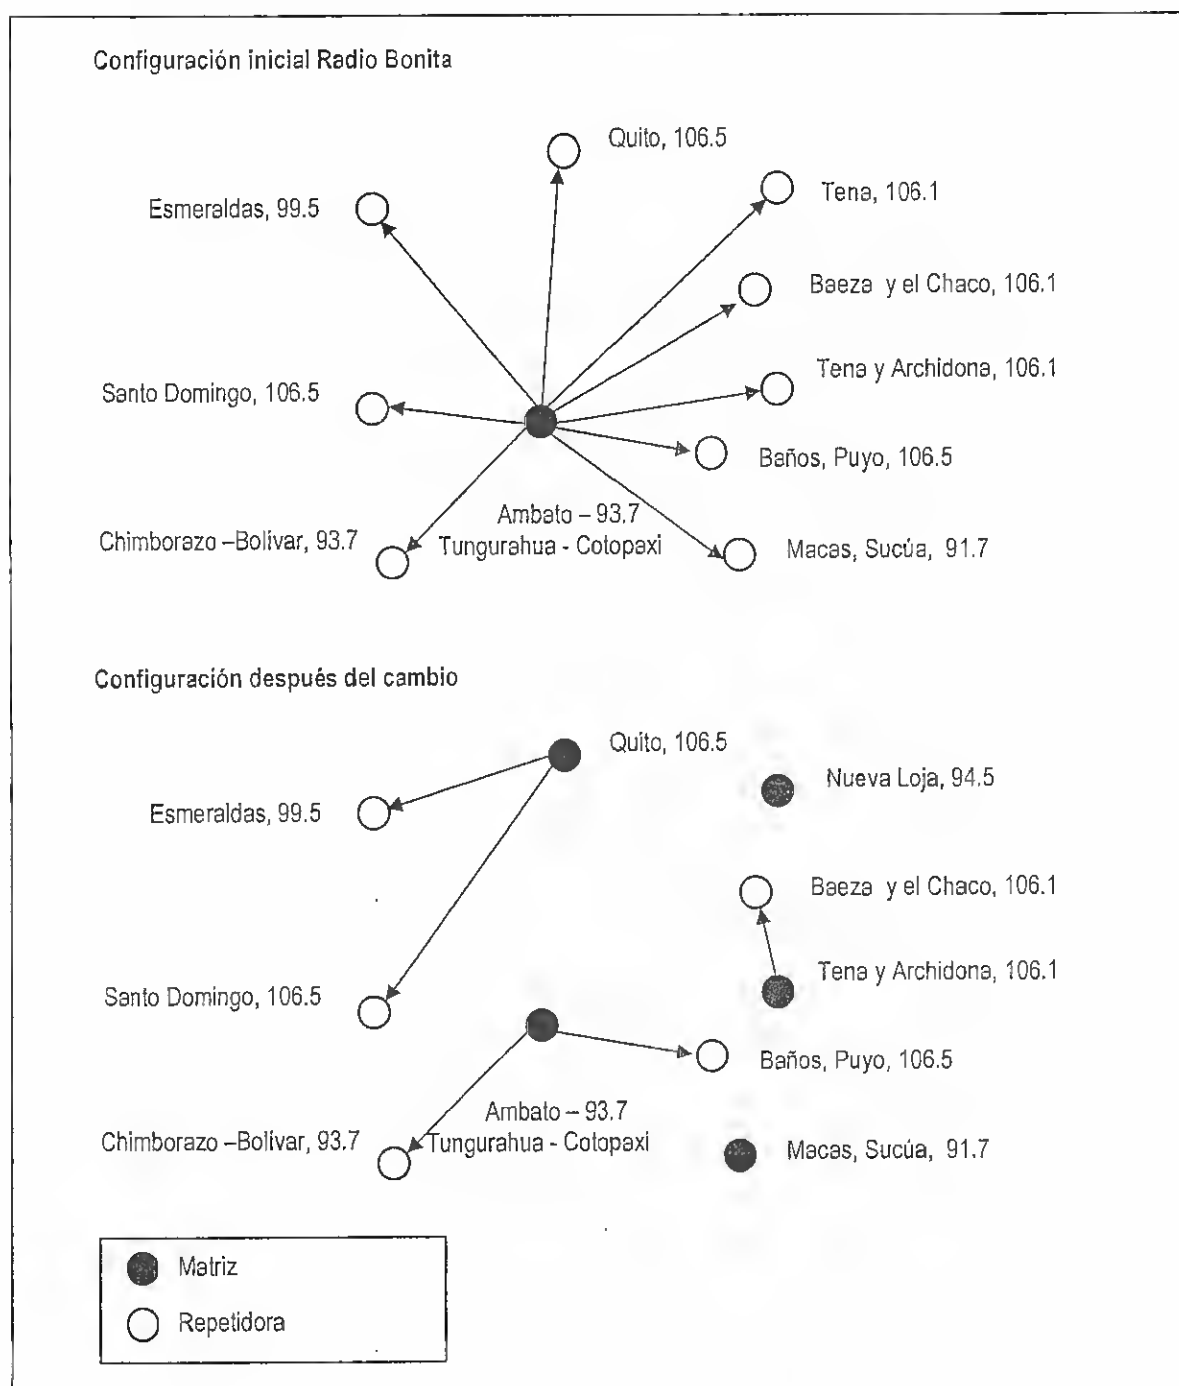 Configuración inicial Radio Bonita
Quito, 106.5
Esmeraldas, 99.5
Tena, 106.1
Baeza y el Chaco, 106.1
Tena y Archidona, 106.1
Santo Domingo, 106.5
Baños, Puyo, 106.5
Ambato – 93.7
Tungurahua - Cotopaxi
Chimborazo –Bolívar, 93.7
Macas, Sucúa, 91.7
Configuración después del cambio
Quito, 106.5
Nueva Loja, 94.5
Esmeraldas, 99.5
Baeza y el Chaco, 106.1
Tena y Archidona, 106.1
Santo Domingo, 106.5
Baños, Puyo, 106.5
Ambato – 93.7
Tungurahua - Cotopaxi
Chimborazo –Bolívar, 93.7
Macas, Sucúa, 91.7
Matriz
Repetidora